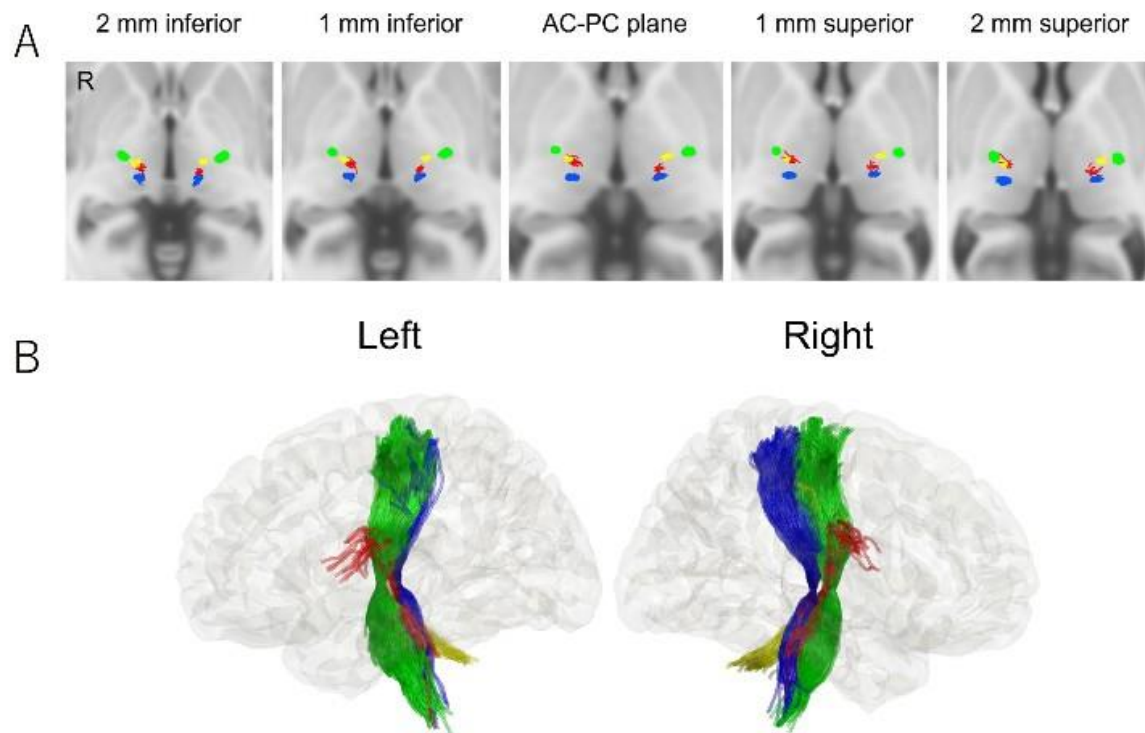 A
2 mm inferior
1 mm inferior
AC-PC plane
1 mm superior
2 mm superior
R
B
Left
Right